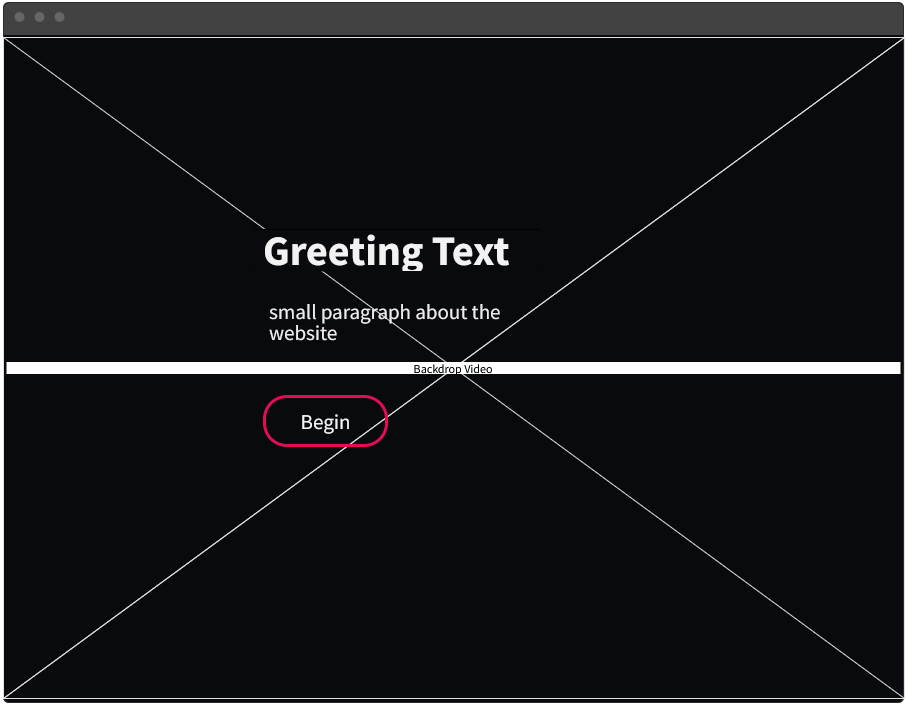 Greeting Text
small paragraph about the
website
Backdrop Video
Begin